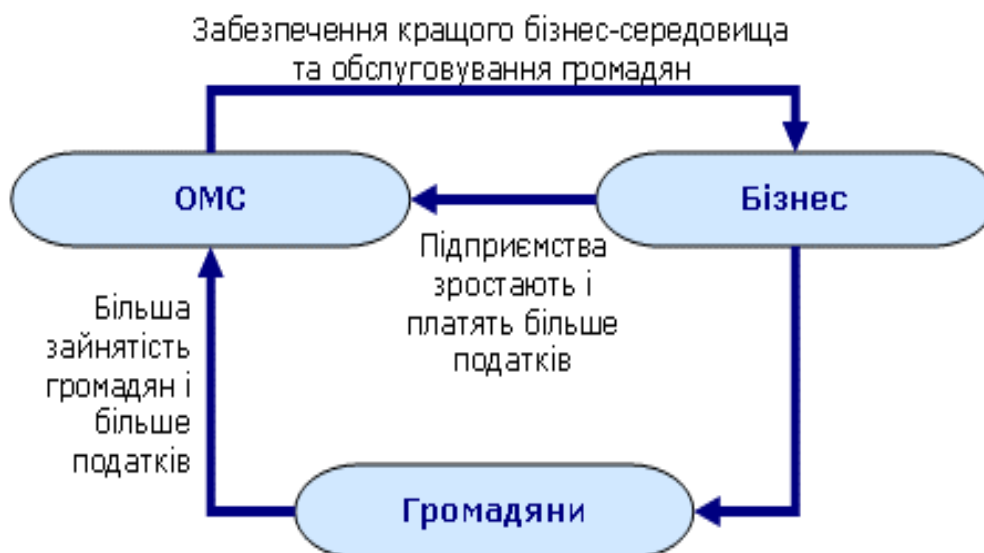 Забезпечення кращого бізнес-середовища
та обслуговування громадян
ОМС
Бізнес
Підприємства
зростають і
платять більше
податків
Більша
зайнятість
громадян і
більше
податків
Громадяни